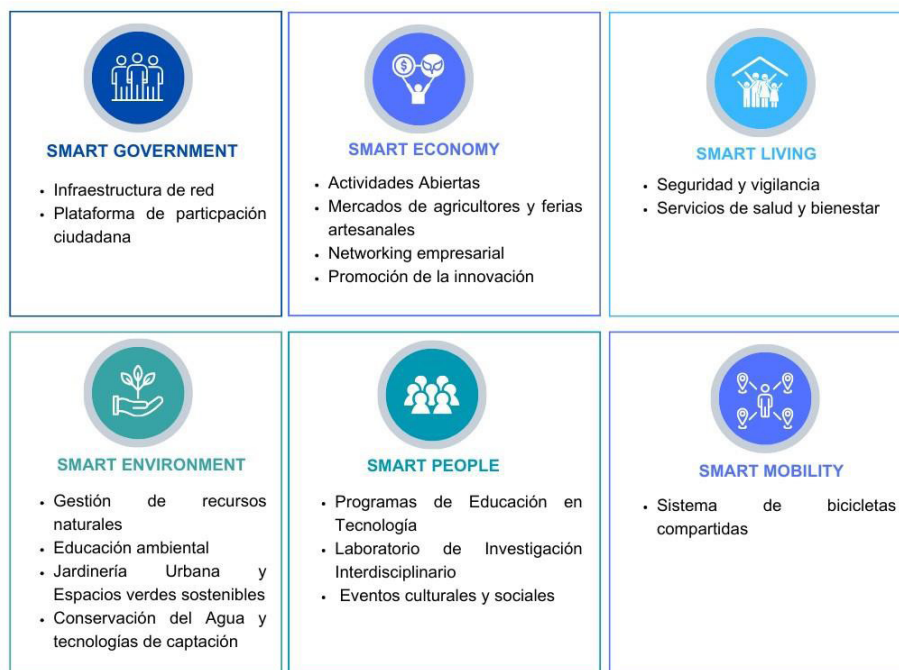 SMART GOVERNMENT
• Infraestructura de red
• Plataforma de particpación
ciudadana
SMART ECONOMY
• Actividades Abiertas
• Mercados de agricultores y ferias
artesanales
• Networking empresarial
• Promoción de la innovación
SMART LIVING
• Seguridad y vigilancia
• Servicios de salud y bienestar
SMART ENVIRONMENT
• Gestión de recursos
naturales
• Educación ambiental
• Jardinería Urbana y
Espacios verdes sostenibles
• Conservación del Agua y
tecnologías de captación
SMART PEOPLE
• Programas de Educación en
Tecnología
• Laboratorio de Investigación
Interdisciplinario
• Eventos culturales y sociales
SMART MOBILITY
• Sistema de bicicletas
compartidas